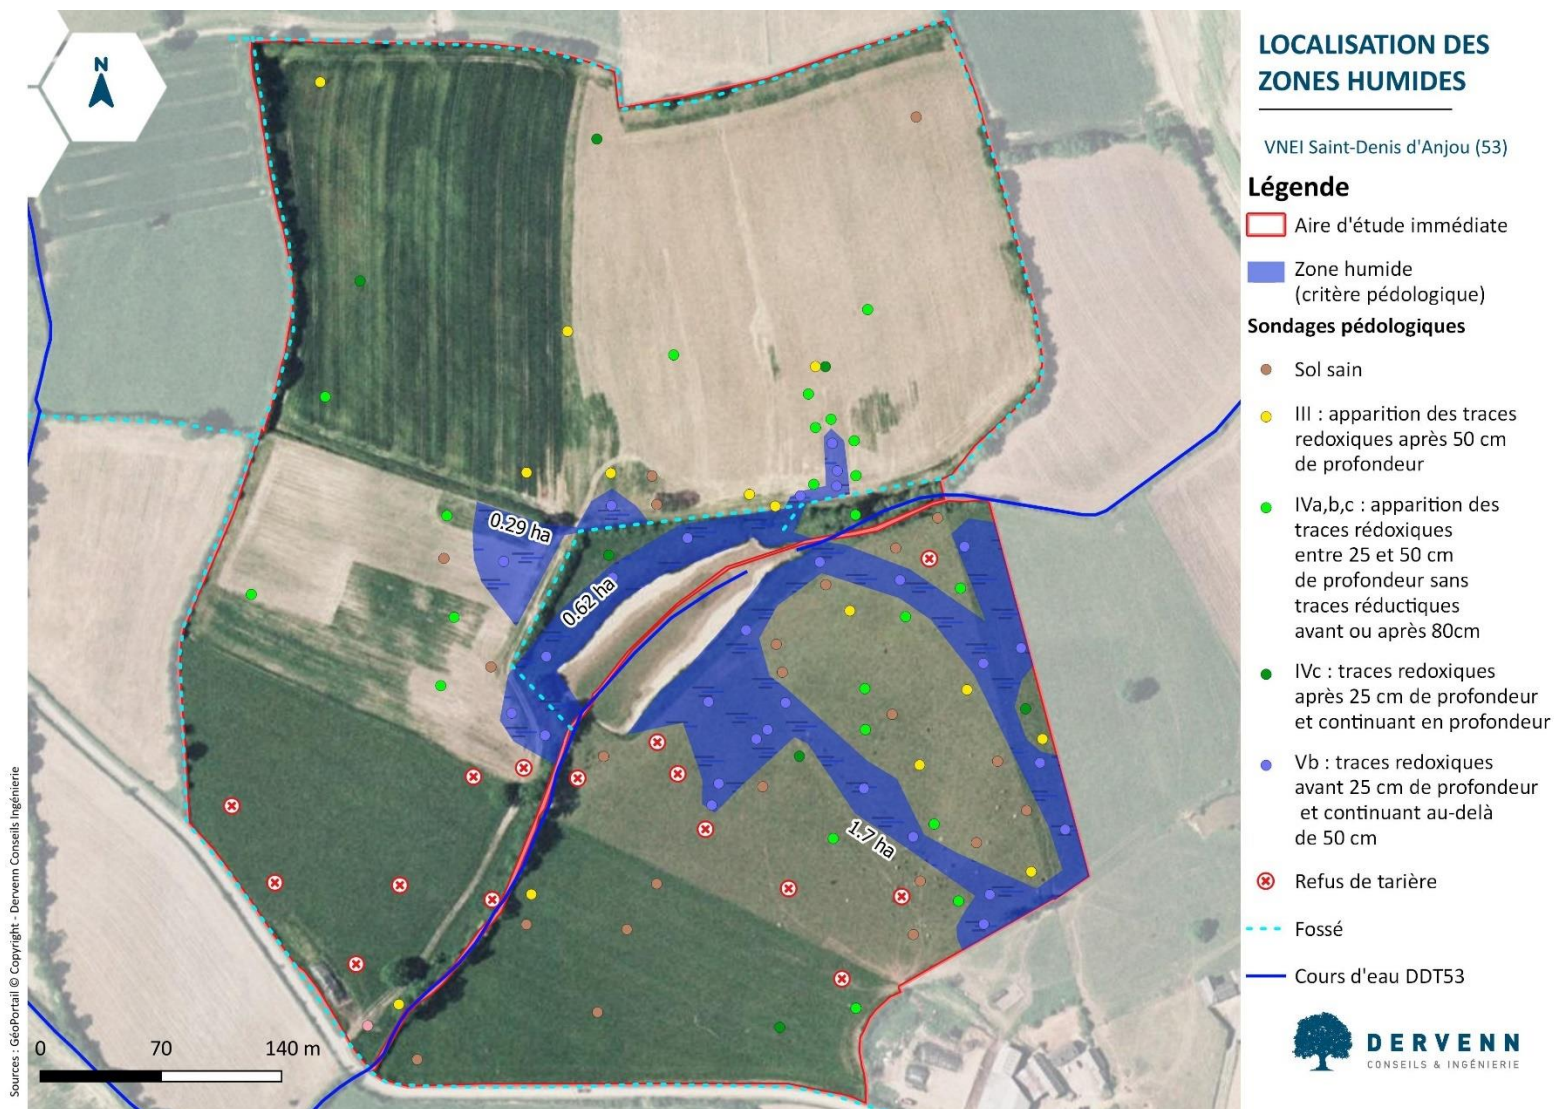 N
LOCALISATION DES
ZONES HUMIDES
VNEI Saint-Denis d'Anjou (53)
Légende
Aire d'étude immédiate
Zone humide
(critère pédologique)
Sondages pédologiques
Sol sain
III : apparition des traces
redoxiques après 50 cm
de profondeur
IVa,b,c : apparition des
traces rédoxiques
entre 25 et 50 cm
de profondeur sans
traces réductiques
avant ou après 80cm
IVc : traces redoxiques
après 25 cm de profondeur
et continuant en profondeur
Vb : traces redoxiques
avant 25 cm de profondeur
et continuant au-delà
de 50 cm
Refus de tarière
Fossé
Cours d'eau DDT53
DERVENN
CONSEILS & INGÉNIERIE
0.29 ha
0.62 ha
1.7 ha
0 70 140 m
Sources : GéoPortail © Copyright - Dervenn Conseils Ingénierie